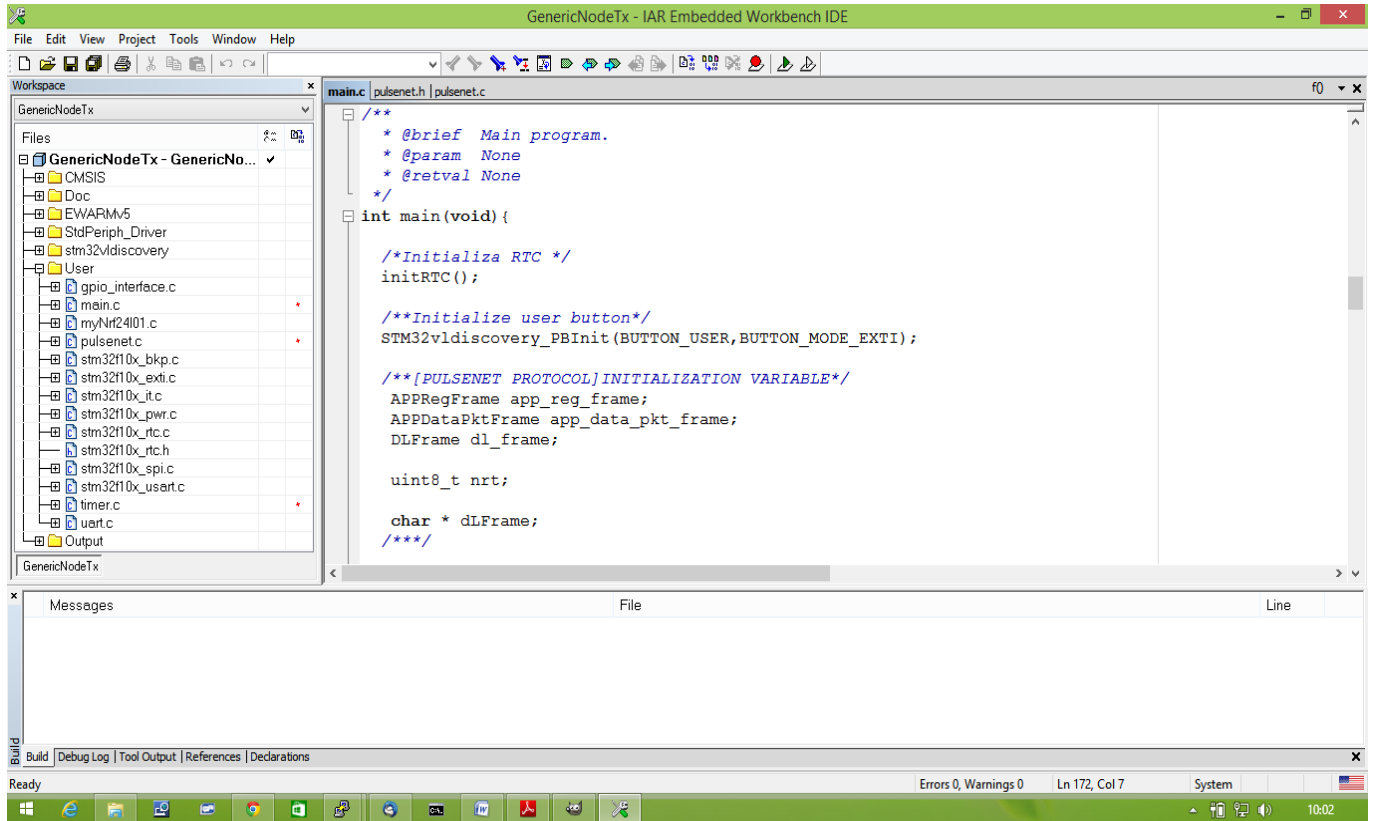 GenericNodeTx - IAR Embedded Workbench IDE
File Edit View Project Tools Window Help
Workspace
GenericNodeTx
Files
GenericNodeTx - GenericNo...
CMSIS
Doc
EWARMv5
StdPeriph_Driver
stm32vldiscovery
User
gpio_interface.c
main.c *
myNrf24l01.c
pulsenet.c *
stm32f10x_bkp.c
stm32f10x_exti.c
stm32f10x_it.c
stm32f10x_pwr.c
stm32f10x_rtc.c
stm32f10x_rtc.h
stm32f10x_spi.c
stm32f10x_usart.c
timer.c *
uart.c
Output
GenericNodeTx
main.c | pulsenet.h | pulsenet.c
f()
/**
* @brief Main program.
* @param None
* @retval None
*/
int main(void){
/*Initializa RTC */
initRTC();
/**Initialize user button*/
STM32vldiscovery_PBInit(BUTTON_USER,BUTTON_MODE_EXTI);
/**[PULSENET PROTOCOL]INITIALIZATION VARIABLE*/
APPRegFrame app_reg_frame;
APPDataPktFrame app_data_pkt_frame;
DLFrame dl_frame;
uint8_t nrt;
char * dLFrame;
/***/
Messages File Line
Build
Build | Debug Log | Tool Output | References | Declarations
Ready Errors 0, Warnings 0 Ln 172, Col 7 System
10:02